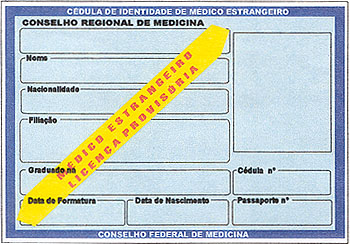 CÉDULA DE IDENTIDADE DE MÉDICO ESTRANGEIRO
CONSELHO REGIONAL DE MEDICINA
Nome
Nacionalidade
Filiação
MÉDICO ESTRANGEIRO
LICENÇA PROVISÓRIA
Graduado na
Cédula nº
Data de Formatura
Data de Nascimento
Passaporte nº
CONSELHO FEDERAL DE MEDICINA